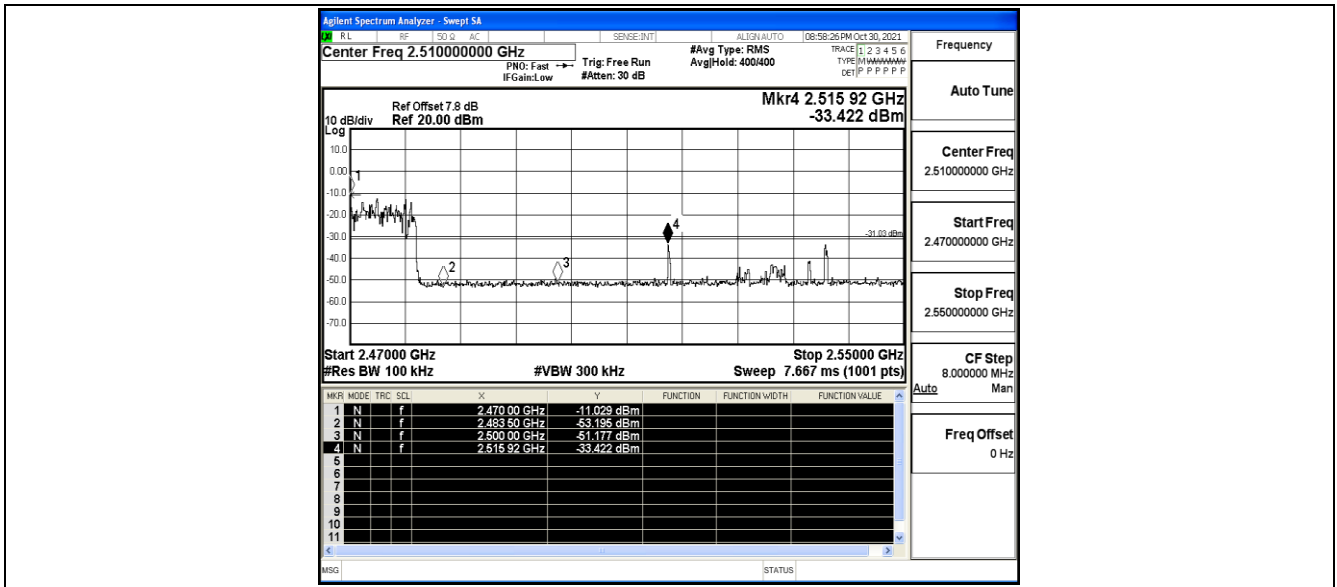 Agilent Spectrum Analyzer - Swept SA
RL RF 50 Ω AC SENSE:INT ALIGN AUTO 08:58:26 PM Oct 30, 2021
Center Freq 2.510000000 GHz
PNO: Fast
IFGain:Low
Trig: Free Run
#Atten: 30 dB
#Avg Type: RMS
Avg|Hold: 400/400
TRACE 1 2 3 4 5 6
TYPE M WWWWW
DET P P P P P P
Frequency
Auto Tune
Center Freq
2.510000000 GHz
Start Freq
2.470000000 GHz
Stop Freq
2.550000000 GHz
CF Step
8.000000 MHz
Auto Man
Freq Offset
0 Hz
Mkr4 2.515 92 GHz
-33.422 dBm
Ref Offset 7.8 dB
10 dB/div Ref 20.00 dBm
Log
10.0
0.00
-10.0
-20.0
-30.0
-40.0
-50.0
-60.0
-70.0
1
2
3
4
-31.03 dBm
Start 2.47000 GHz Stop 2.55000 GHz
#Res BW 100 kHz #VBW 300 kHz Sweep 7.667 ms (1001 pts)
MKR MODE TRC SCL X Y FUNCTION FUNCTION WIDTH FUNCTION VALUE
1 N f 2.470 00 GHz -11.029 dBm
2 N f 2.483 50 GHz -53.195 dBm
3 N f 2.500 00 GHz -51.177 dBm
4 N f 2.515 92 GHz -33.422 dBm
5
6
7
8
9
10
11
MSG STATUS